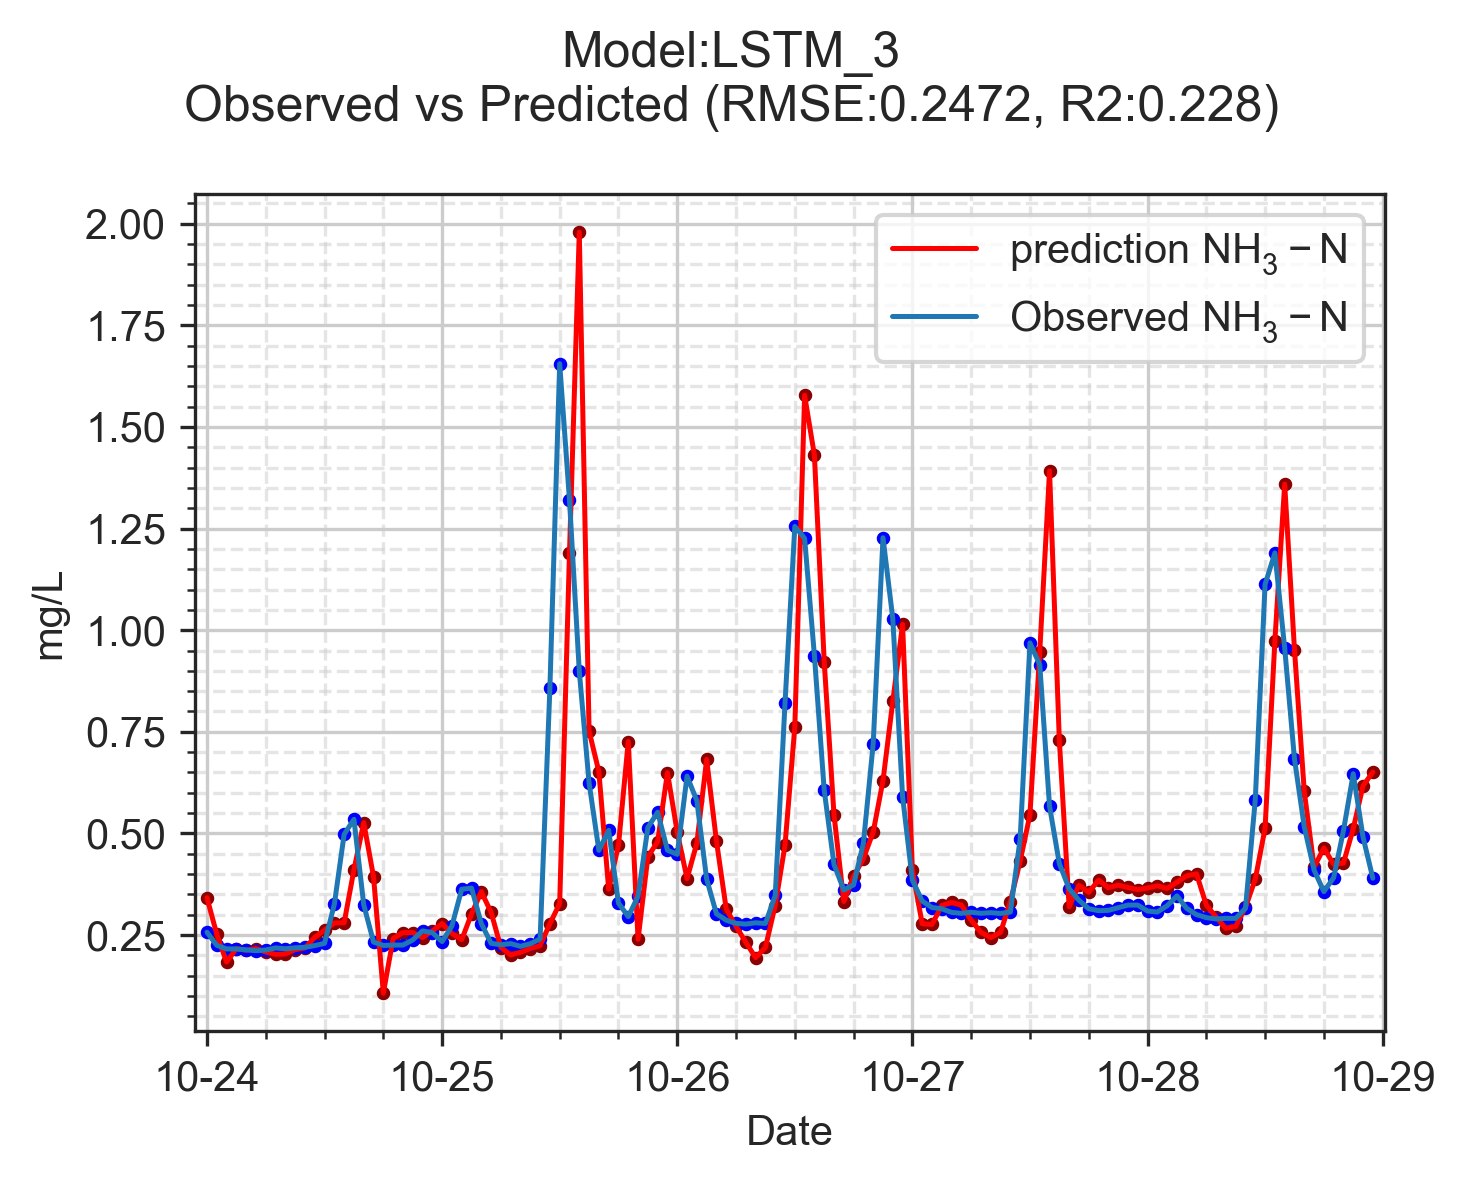 Model:LSTM_3
Observed vs Predicted (RMSE:0.2472, R2:0.228)
prediction NH₃ − N
Observed NH₃ − N
2.00
1.75
1.50
1.25
1.00
0.75
0.50
0.25
mg/L
10-24 10-25 10-26 10-27 10-28 10-29
Date